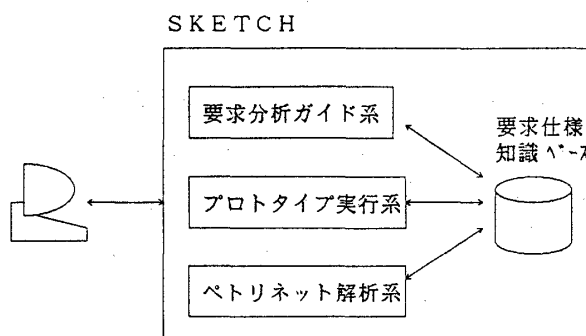 SKETCH
要求分析ガイド系
要求仕様
知識ベース
プロトタイプ実行系
ペトリネット解析系